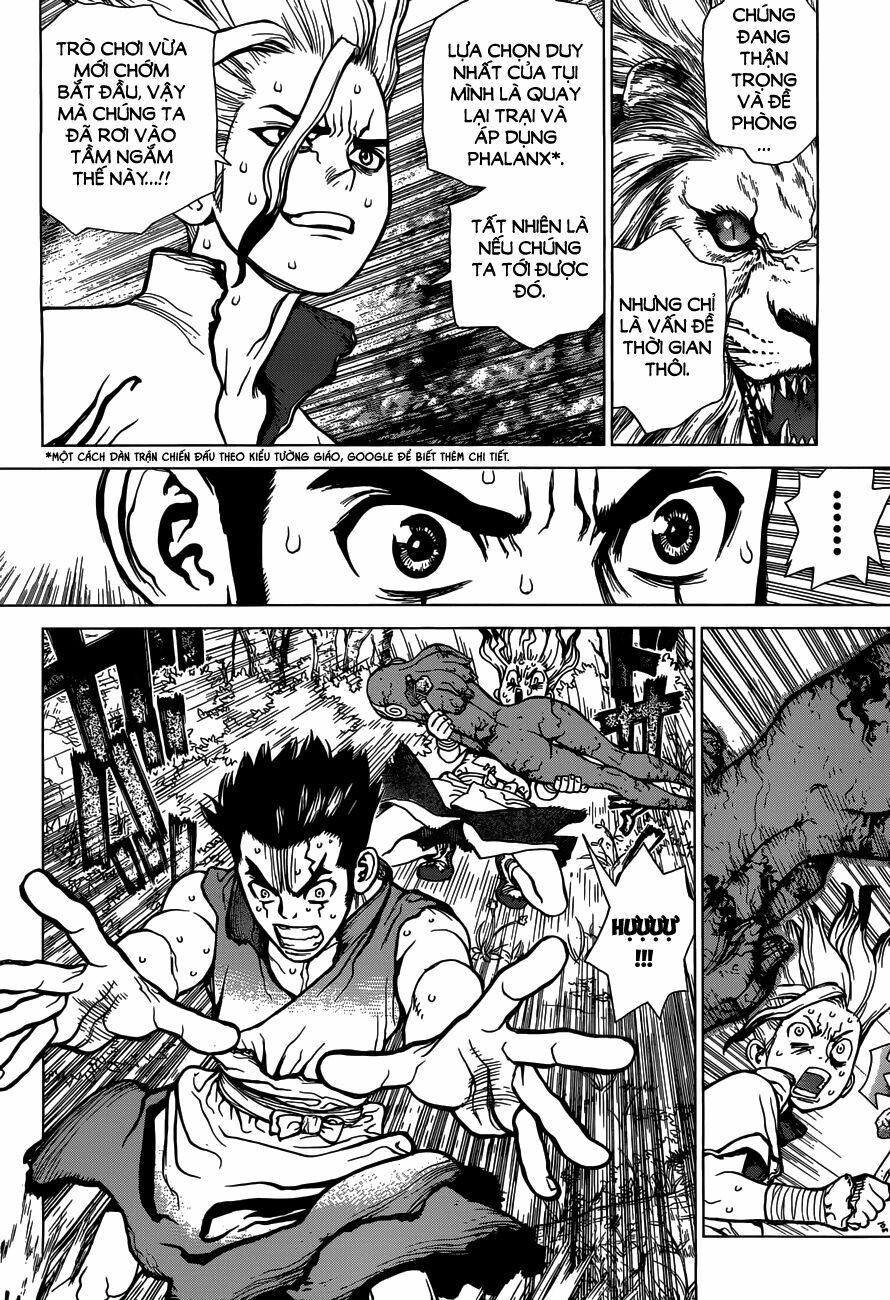 CHÚNG
ĐANG
THẬN
TRỌNG
VÀ ĐỀ
PHÒNG
...
NHƯNG CHỈ
LÀ VẤN ĐỀ
THỜI GIAN
THÔI.
LỰA CHỌN DUY
NHẤT CỦA TỤI
MÌNH LÀ QUAY
LẠI TRẠI VÀ
ÁP DỤNG
PHALANX*.
TẤT NHIÊN LÀ
NẾU CHÚNG
TA TỚI ĐƯỢC
ĐÓ.
TRÒ CHƠI VỪA
MỚI CHỚM
BẮT ĐẦU, VẬY
MÀ CHÚNG TA
ĐÃ RƠI VÀO
TẦM NGẮM
THẾ NÀY...!!
*MỘT CÁCH DÀN TRẬN CHIẾN ĐẤU THEO KIỂU TƯỜNG GIÁO, GOOGLE ĐỂ BIẾT THÊM CHI TIẾT.
......
HỰỰỰỰ
!!!